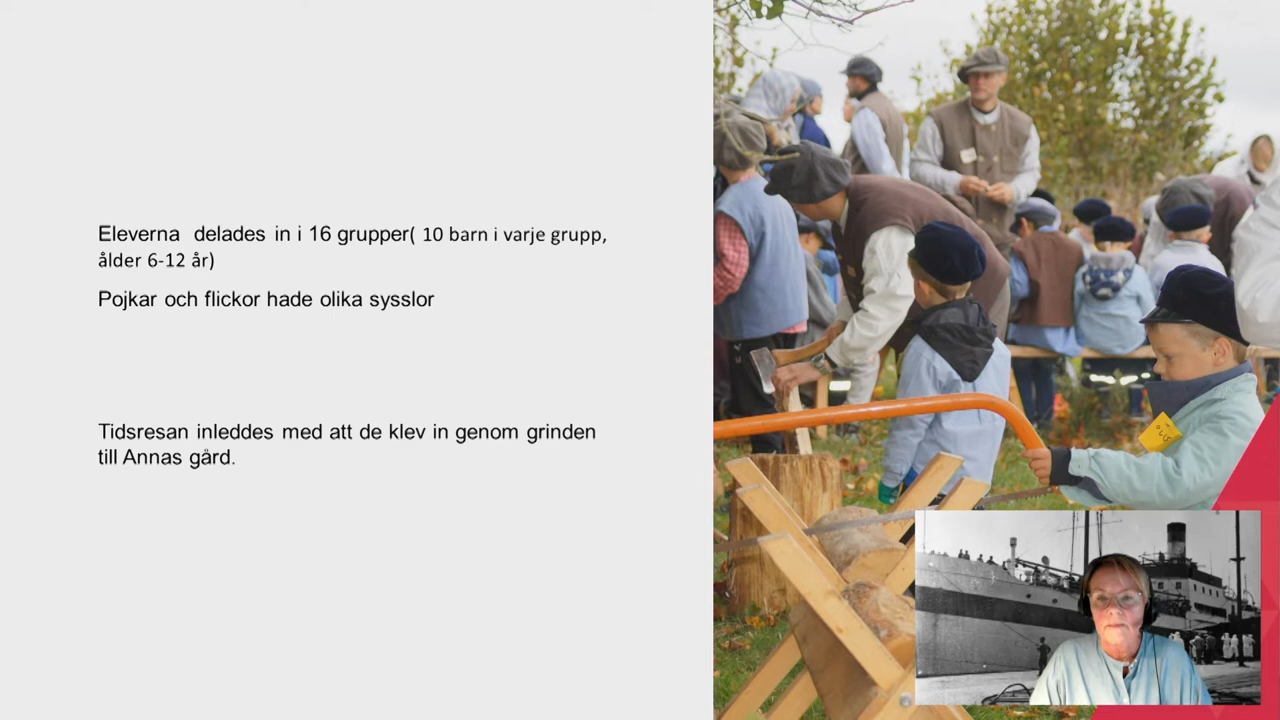 Eleverna delades in i 16 grupper( 10 barn i varje grupp,
ålder 6-12 år)
Pojkar och flickor hade olika sysslor
Tidsresan inleddes med att de klev in genom grinden
till Annas gård.